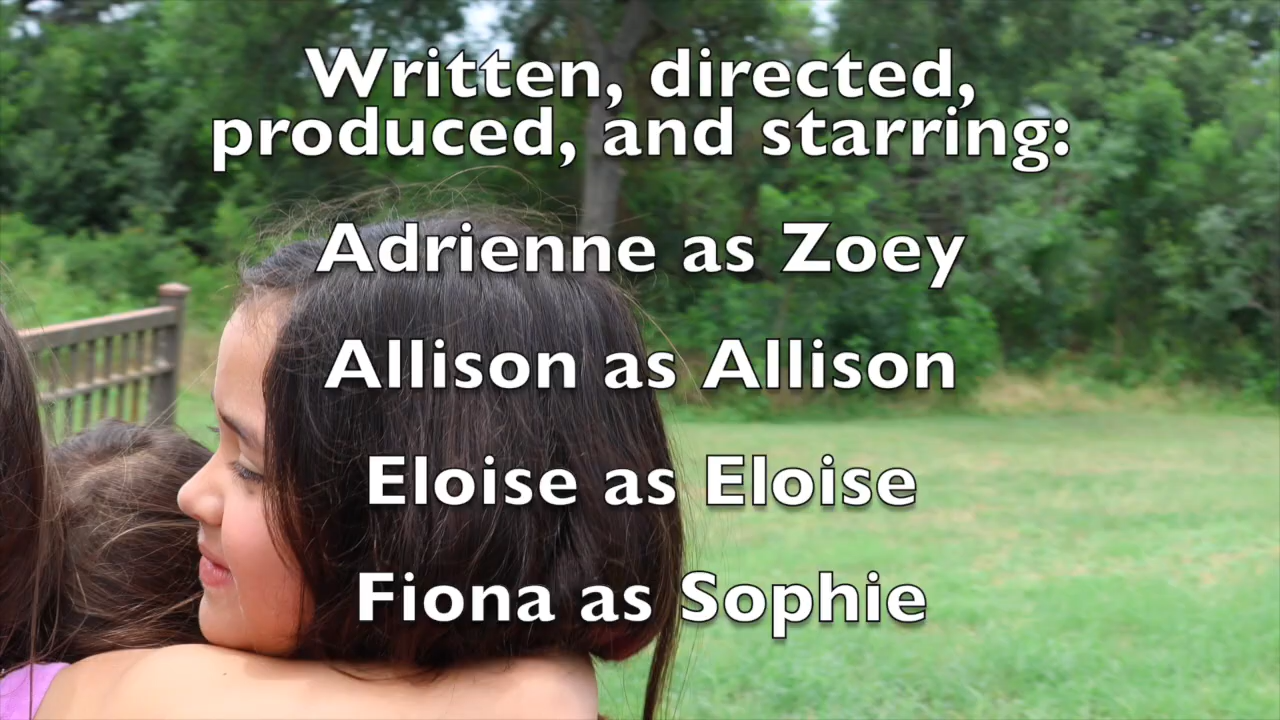 Written, directed,
produced, and starring:
Adrienne as Zoey
Allison as Allison
Eloise as Eloise
Fiona as Sophie